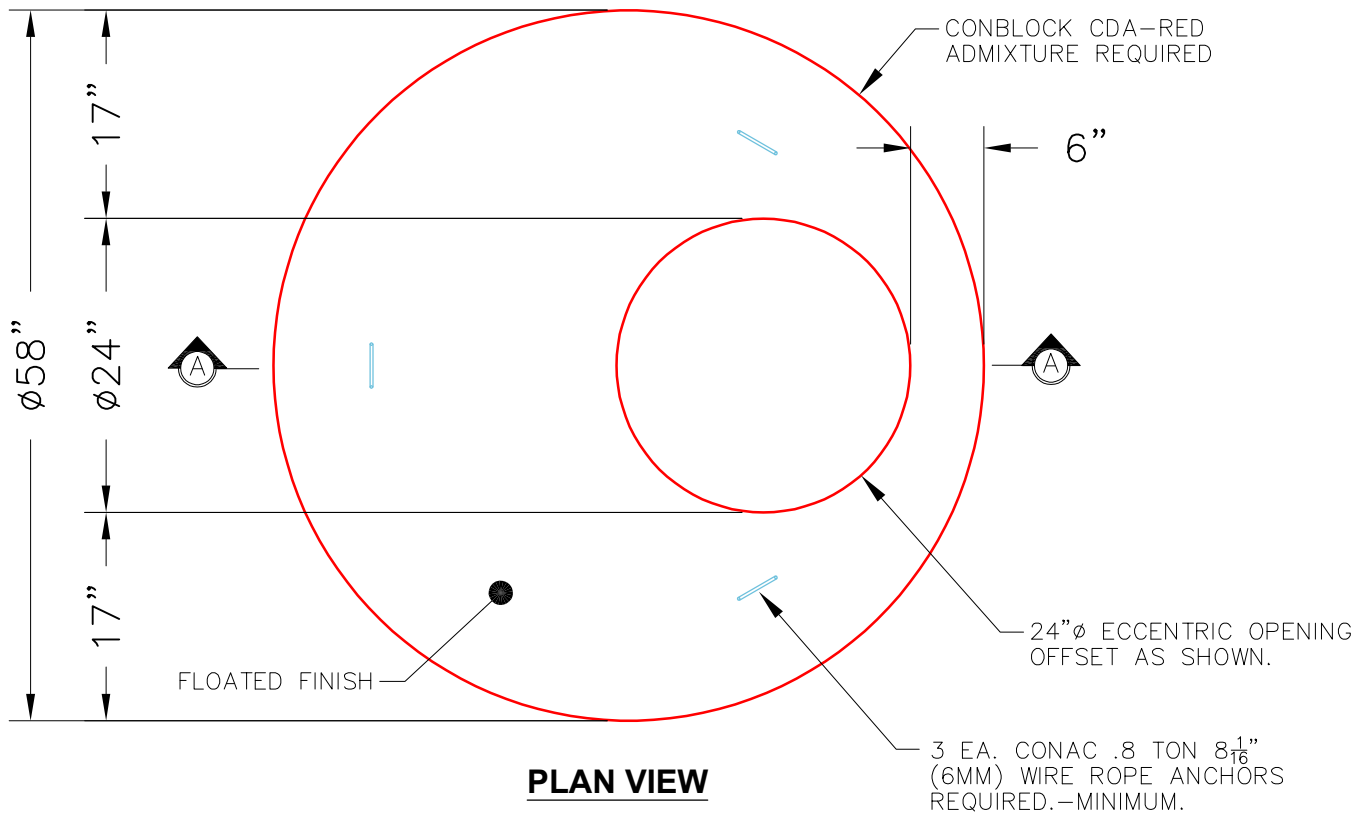 CONBLOCK CDA-RED
ADMIXTURE REQUIRED
17"
6"
ø58"
ø24"
A
A
17"
FLOATED FINISH
24"ø ECCENTRIC OPENING
OFFSET AS SHOWN.
3 EA. CONAC .8 TON 8 1/16"
(6MM) WIRE ROPE ANCHORS
REQUIRED.-MINIMUM.
PLAN VIEW